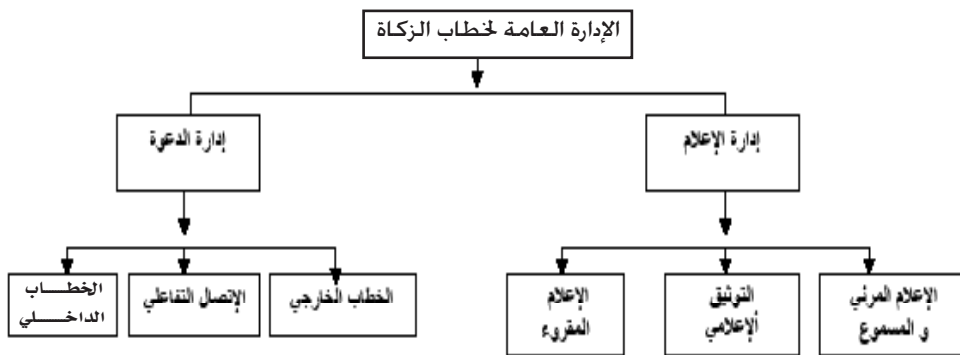 الإدارة العامة لخطاب الزكاة
إدارة الإعلام
إدارة الدعوة
الإعلام المرئي
و المسموع
التوثيق
ألإعلامي
الإعلام
المقروء
الخطاب الخارجي
الإتصال التفاعلي
الخطـــاب
الداخـــلي